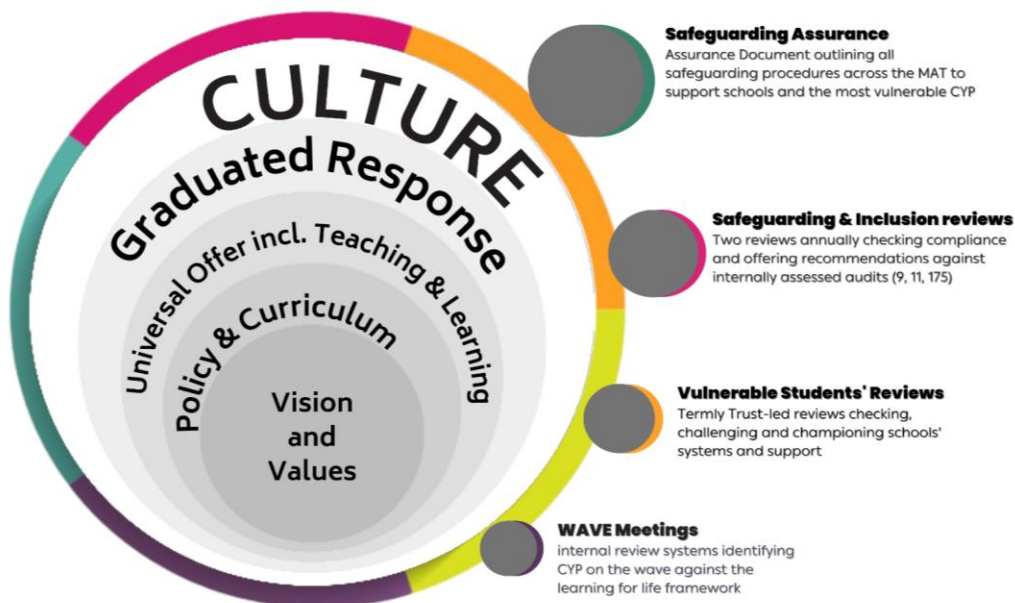 CULTURE
Graduated Response
Universal Offer incl. Teaching & Learning
Policy & Curriculum
Vision
and
Values
Safeguarding Assurance
Assurance Document outlining all
safeguarding procedures across the MAT to
support schools and the most vulnerable CYP
Safeguarding & Inclusion reviews
Two reviews annually checking compliance
and offering recommendations against
internally assessed audits (9, 11, 175)
Vulnerable Students' Reviews
Termly Trust-led reviews checking,
challenging and championing schools'
systems and support
WAVE Meetings
internal review systems identifying
CYP on the wave against the
learning for life framework